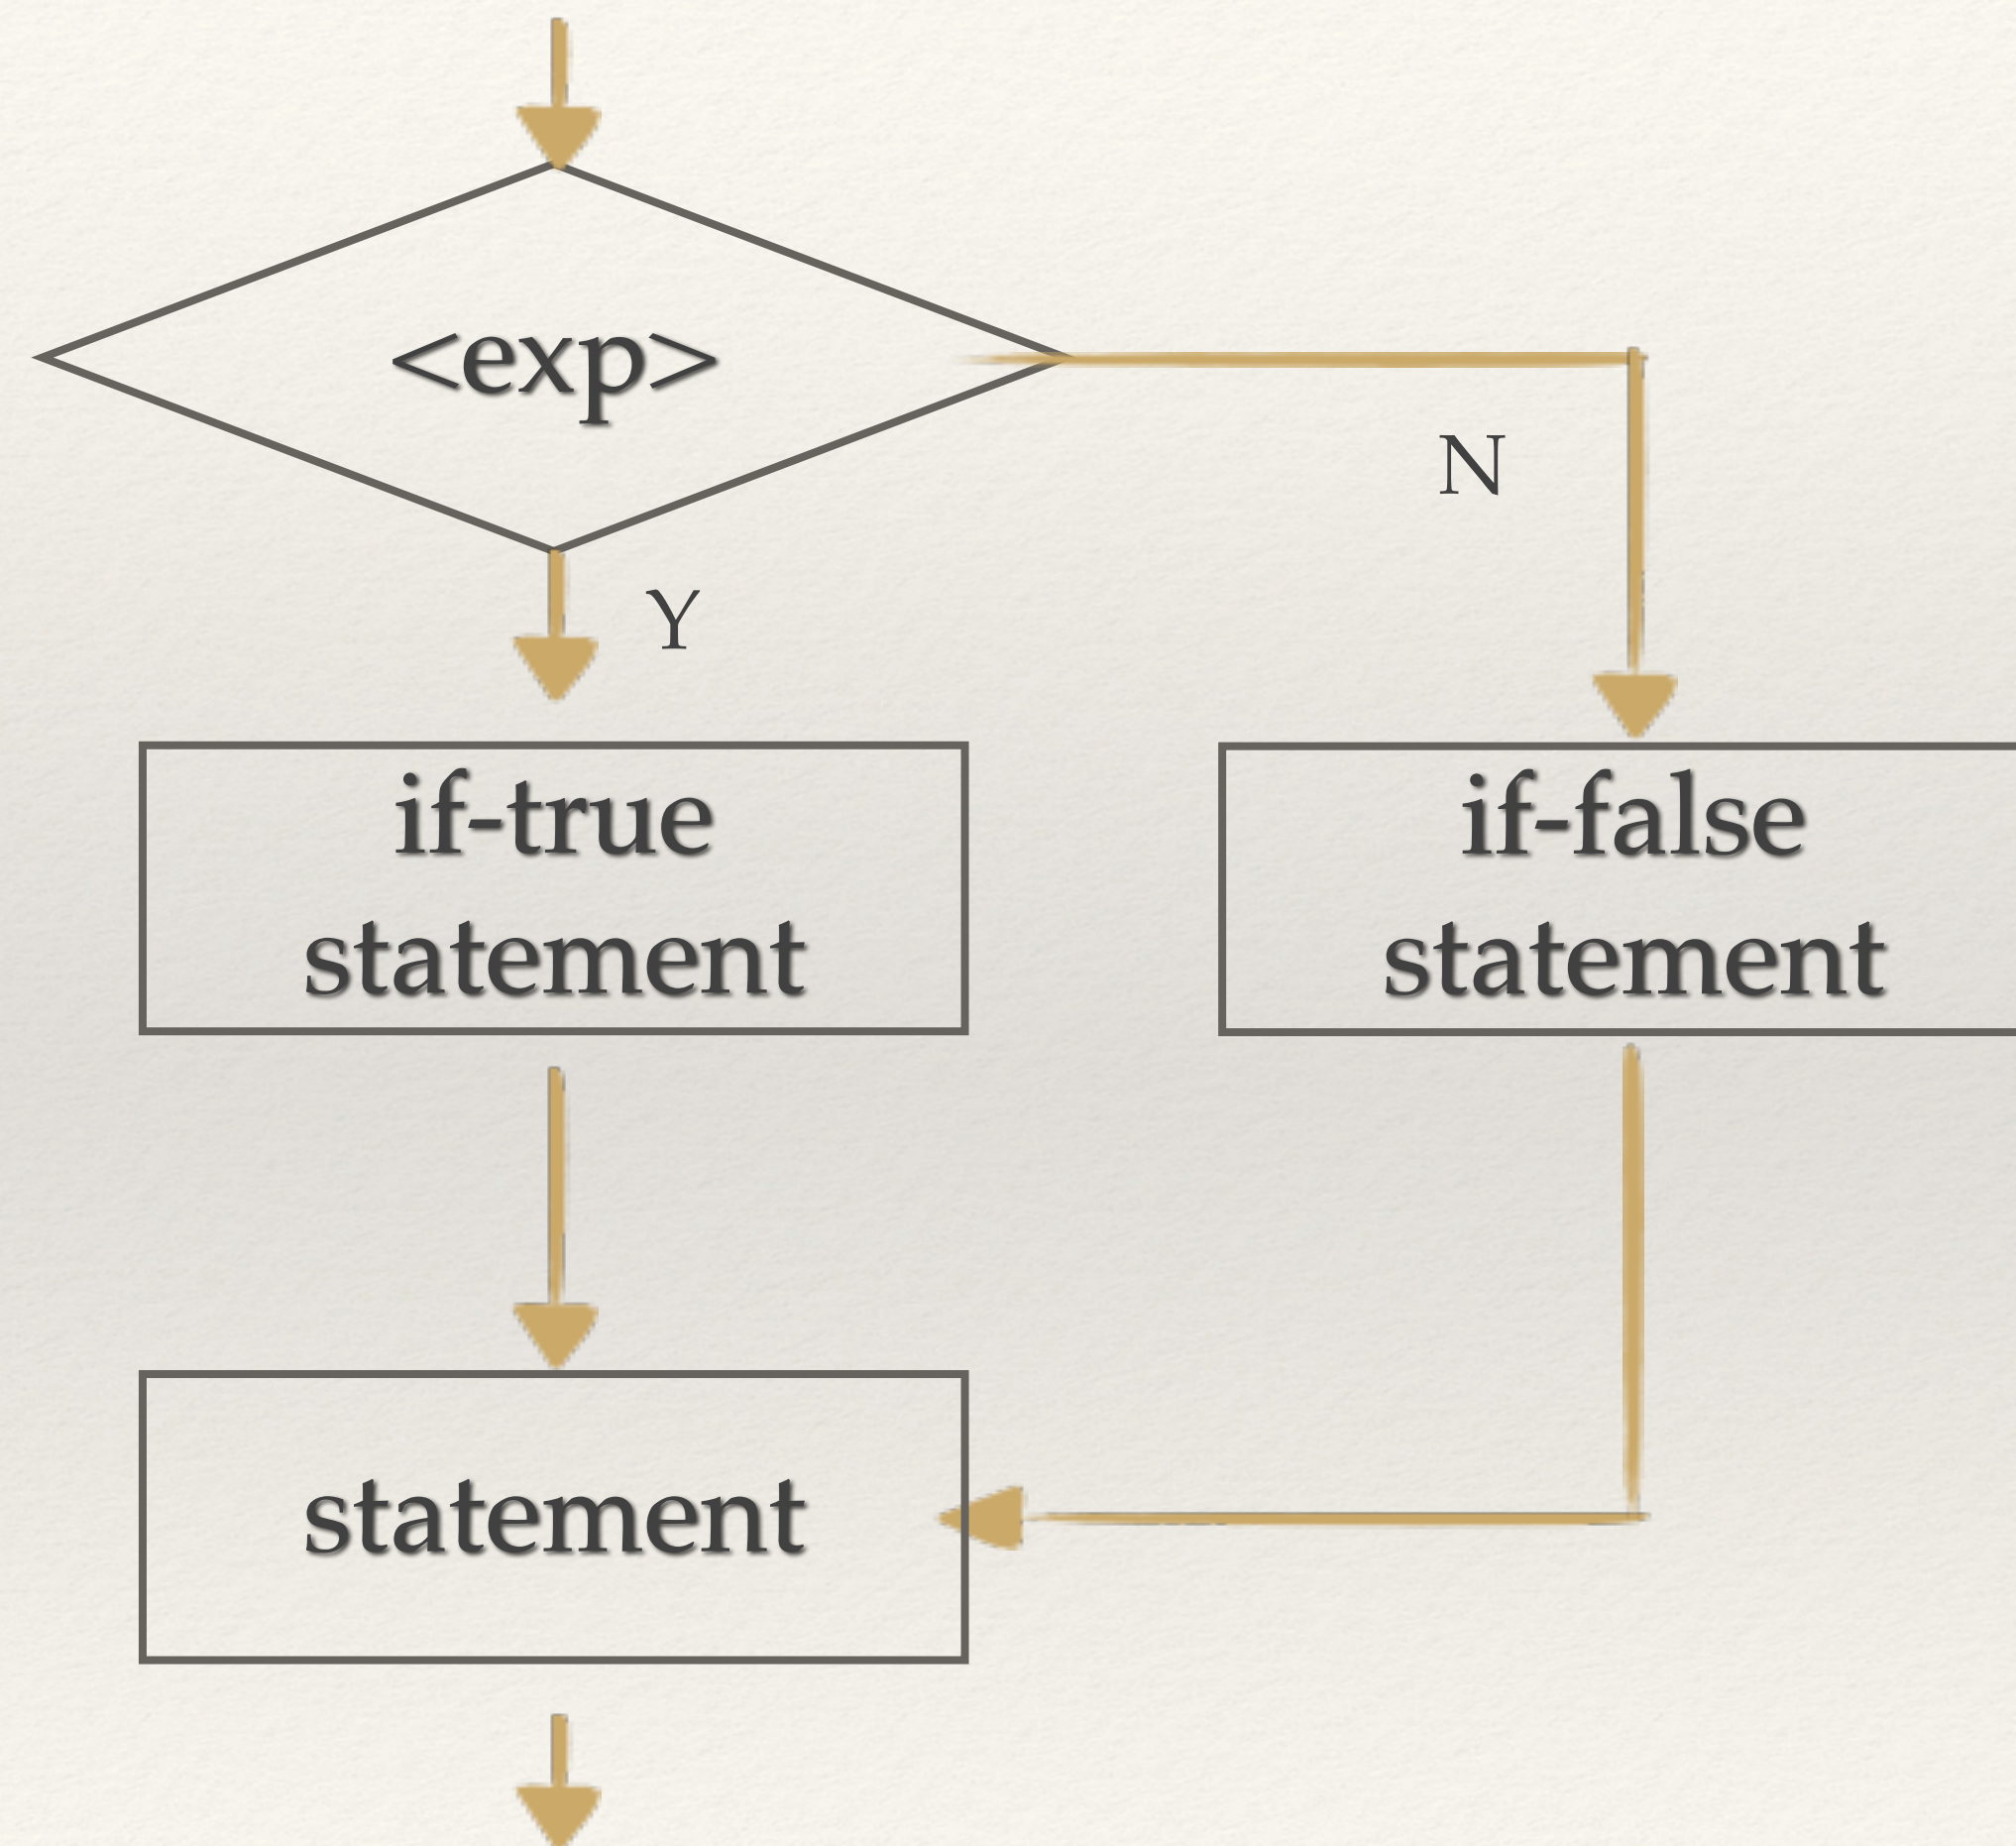 <exp>
N
Y
if-true
statement
if-false
statement
statement